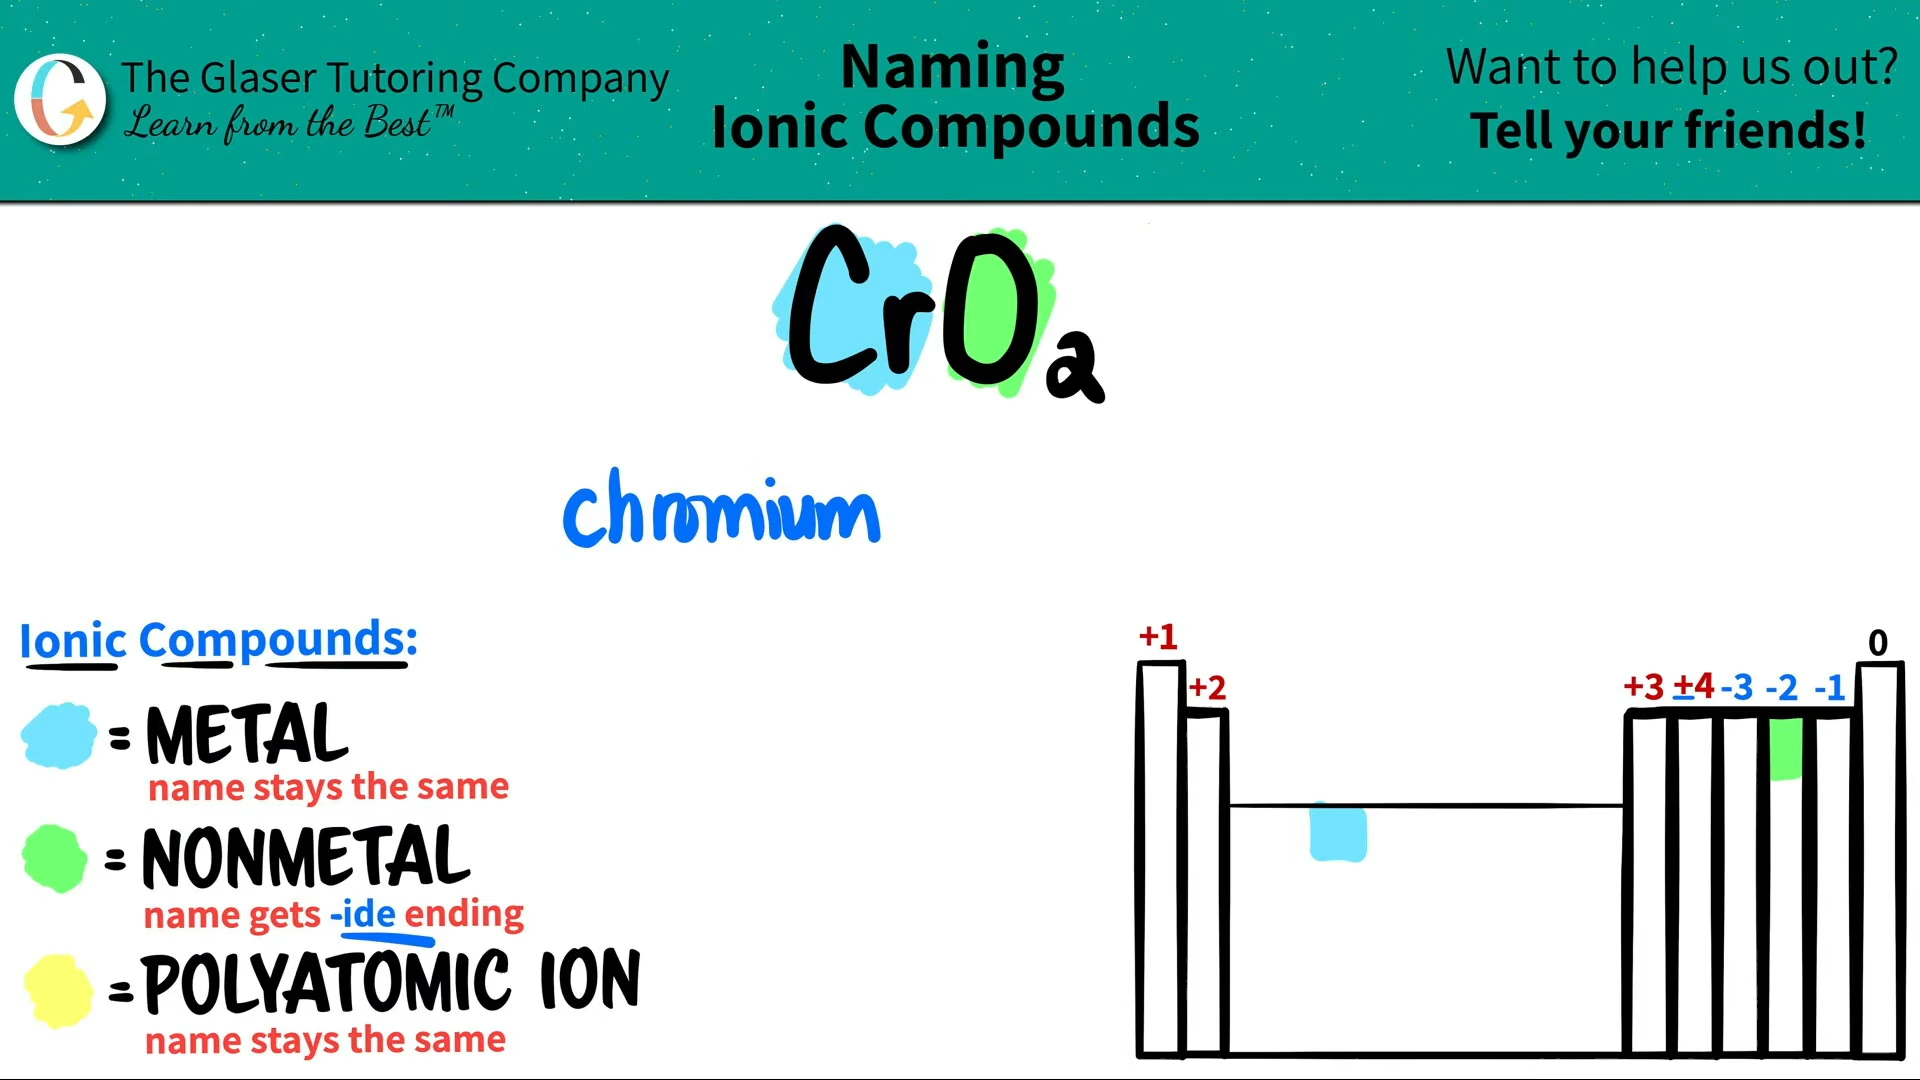 The Glaser Tutoring Company
Learn from the Best™
Naming
Ionic Compounds
Want to help us out?
Tell your friends!
CrO₂
chromium
Ionic Compounds:
= METAL
name stays the same
= NONMETAL
name gets -ide ending
= POLYATOMIC ION
name stays the same
+1
+2
+3 ±4 -3 -2 -1
0